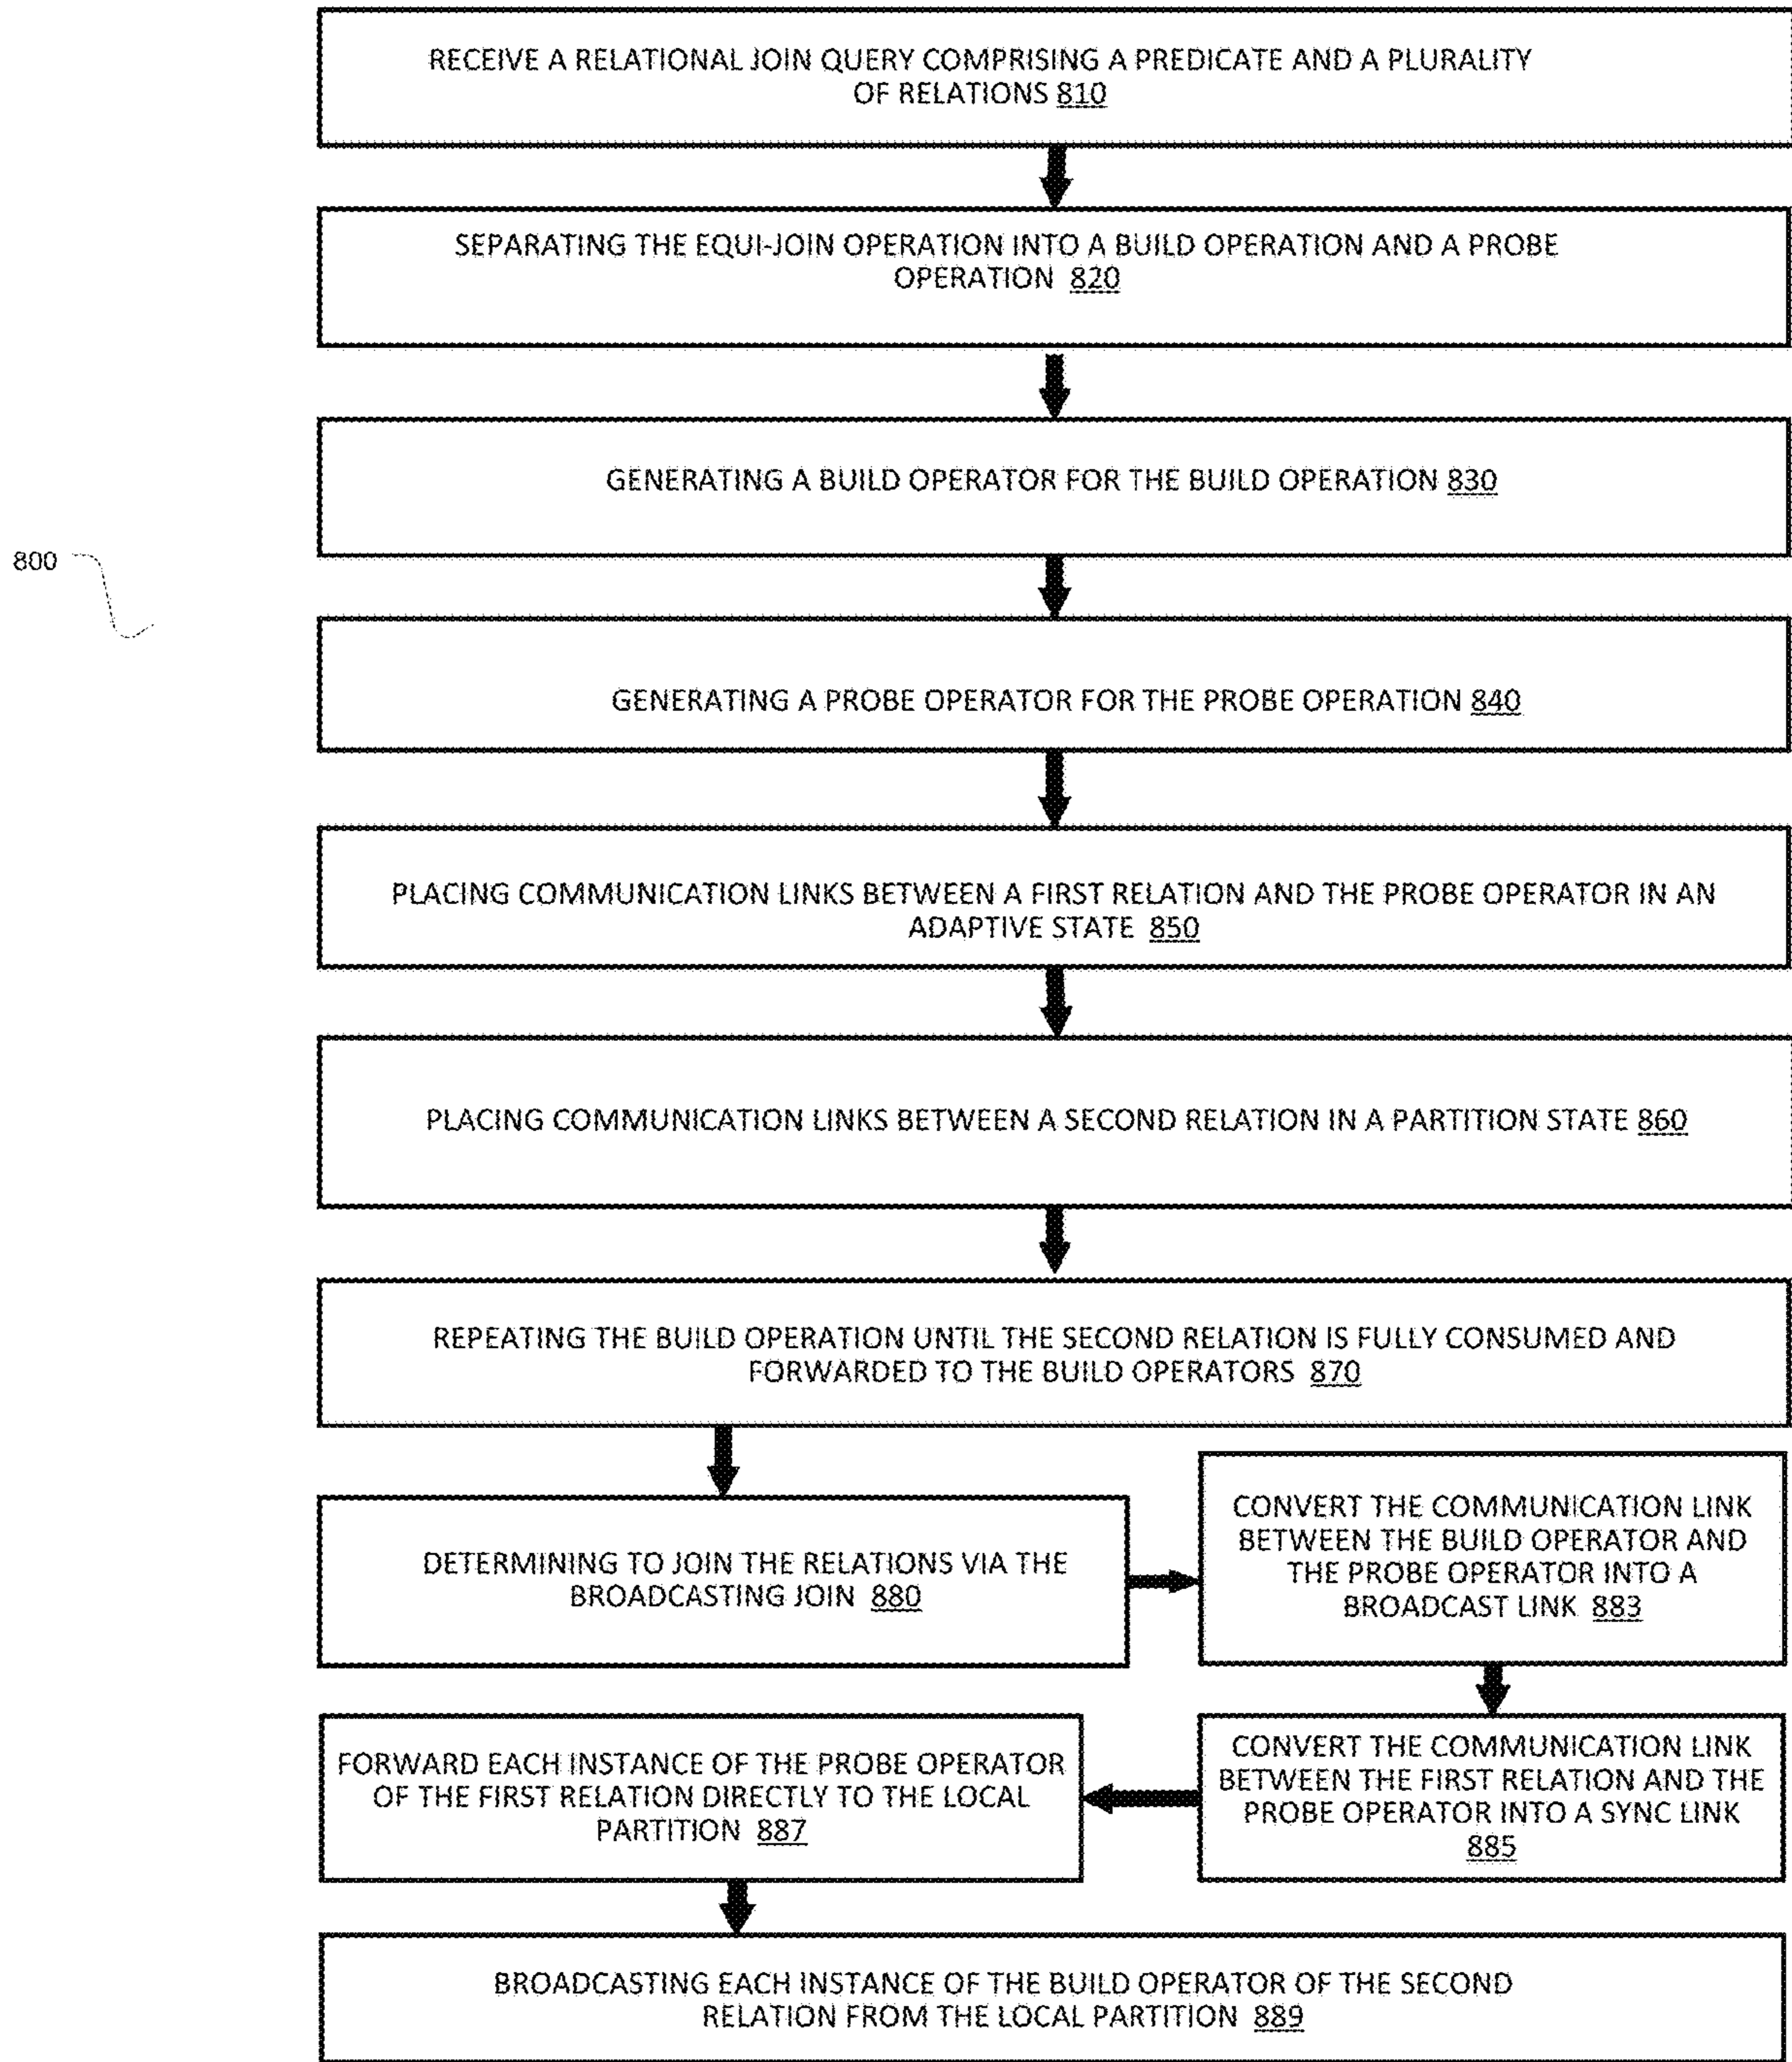 RECEIVE A RELATIONAL JOIN QUERY COMPRISING A PREDICATE AND A PLURALITY
OF RELATIONS 810
SEPARATING THE EQUI-JOIN OPERATION INTO A BUILD OPERATION AND A PROBE
OPERATION 820
GENERATING A BUILD OPERATOR FOR THE BUILD OPERATION 830
800
GENERATING A PROBE OPERATOR FOR THE PROBE OPERATION 840
PLACING COMMUNICATION LINKS BETWEEN A FIRST RELATION AND THE PROBE OPERATOR IN AN
ADAPTIVE STATE 850
PLACING COMMUNICATION LINKS BETWEEN A SECOND RELATION IN A PARTITION STATE 860
REPEATING THE BUILD OPERATION UNTIL THE SECOND RELATION IS FULLY CONSUMED AND
FORWARDED TO THE BUILD OPERATORS 870
DETERMINING TO JOIN THE RELATIONS VIA THE
BROADCASTING JOIN 880
CONVERT THE COMMUNICATION LINK
BETWEEN THE BUILD OPERATOR AND
THE PROBE OPERATOR INTO A
BROADCAST LINK 883
CONVERT THE COMMUNICATION LINK
BETWEEN THE FIRST RELATION AND THE
PROBE OPERATOR INTO A SYNC LINK
885
FORWARD EACH INSTANCE OF THE PROBE OPERATOR
OF THE FIRST RELATION DIRECTLY TO THE LOCAL
PARTITION 887
BROADCASTING EACH INSTANCE OF THE BUILD OPERATOR OF THE SECOND
RELATION FROM THE LOCAL PARTITION 889